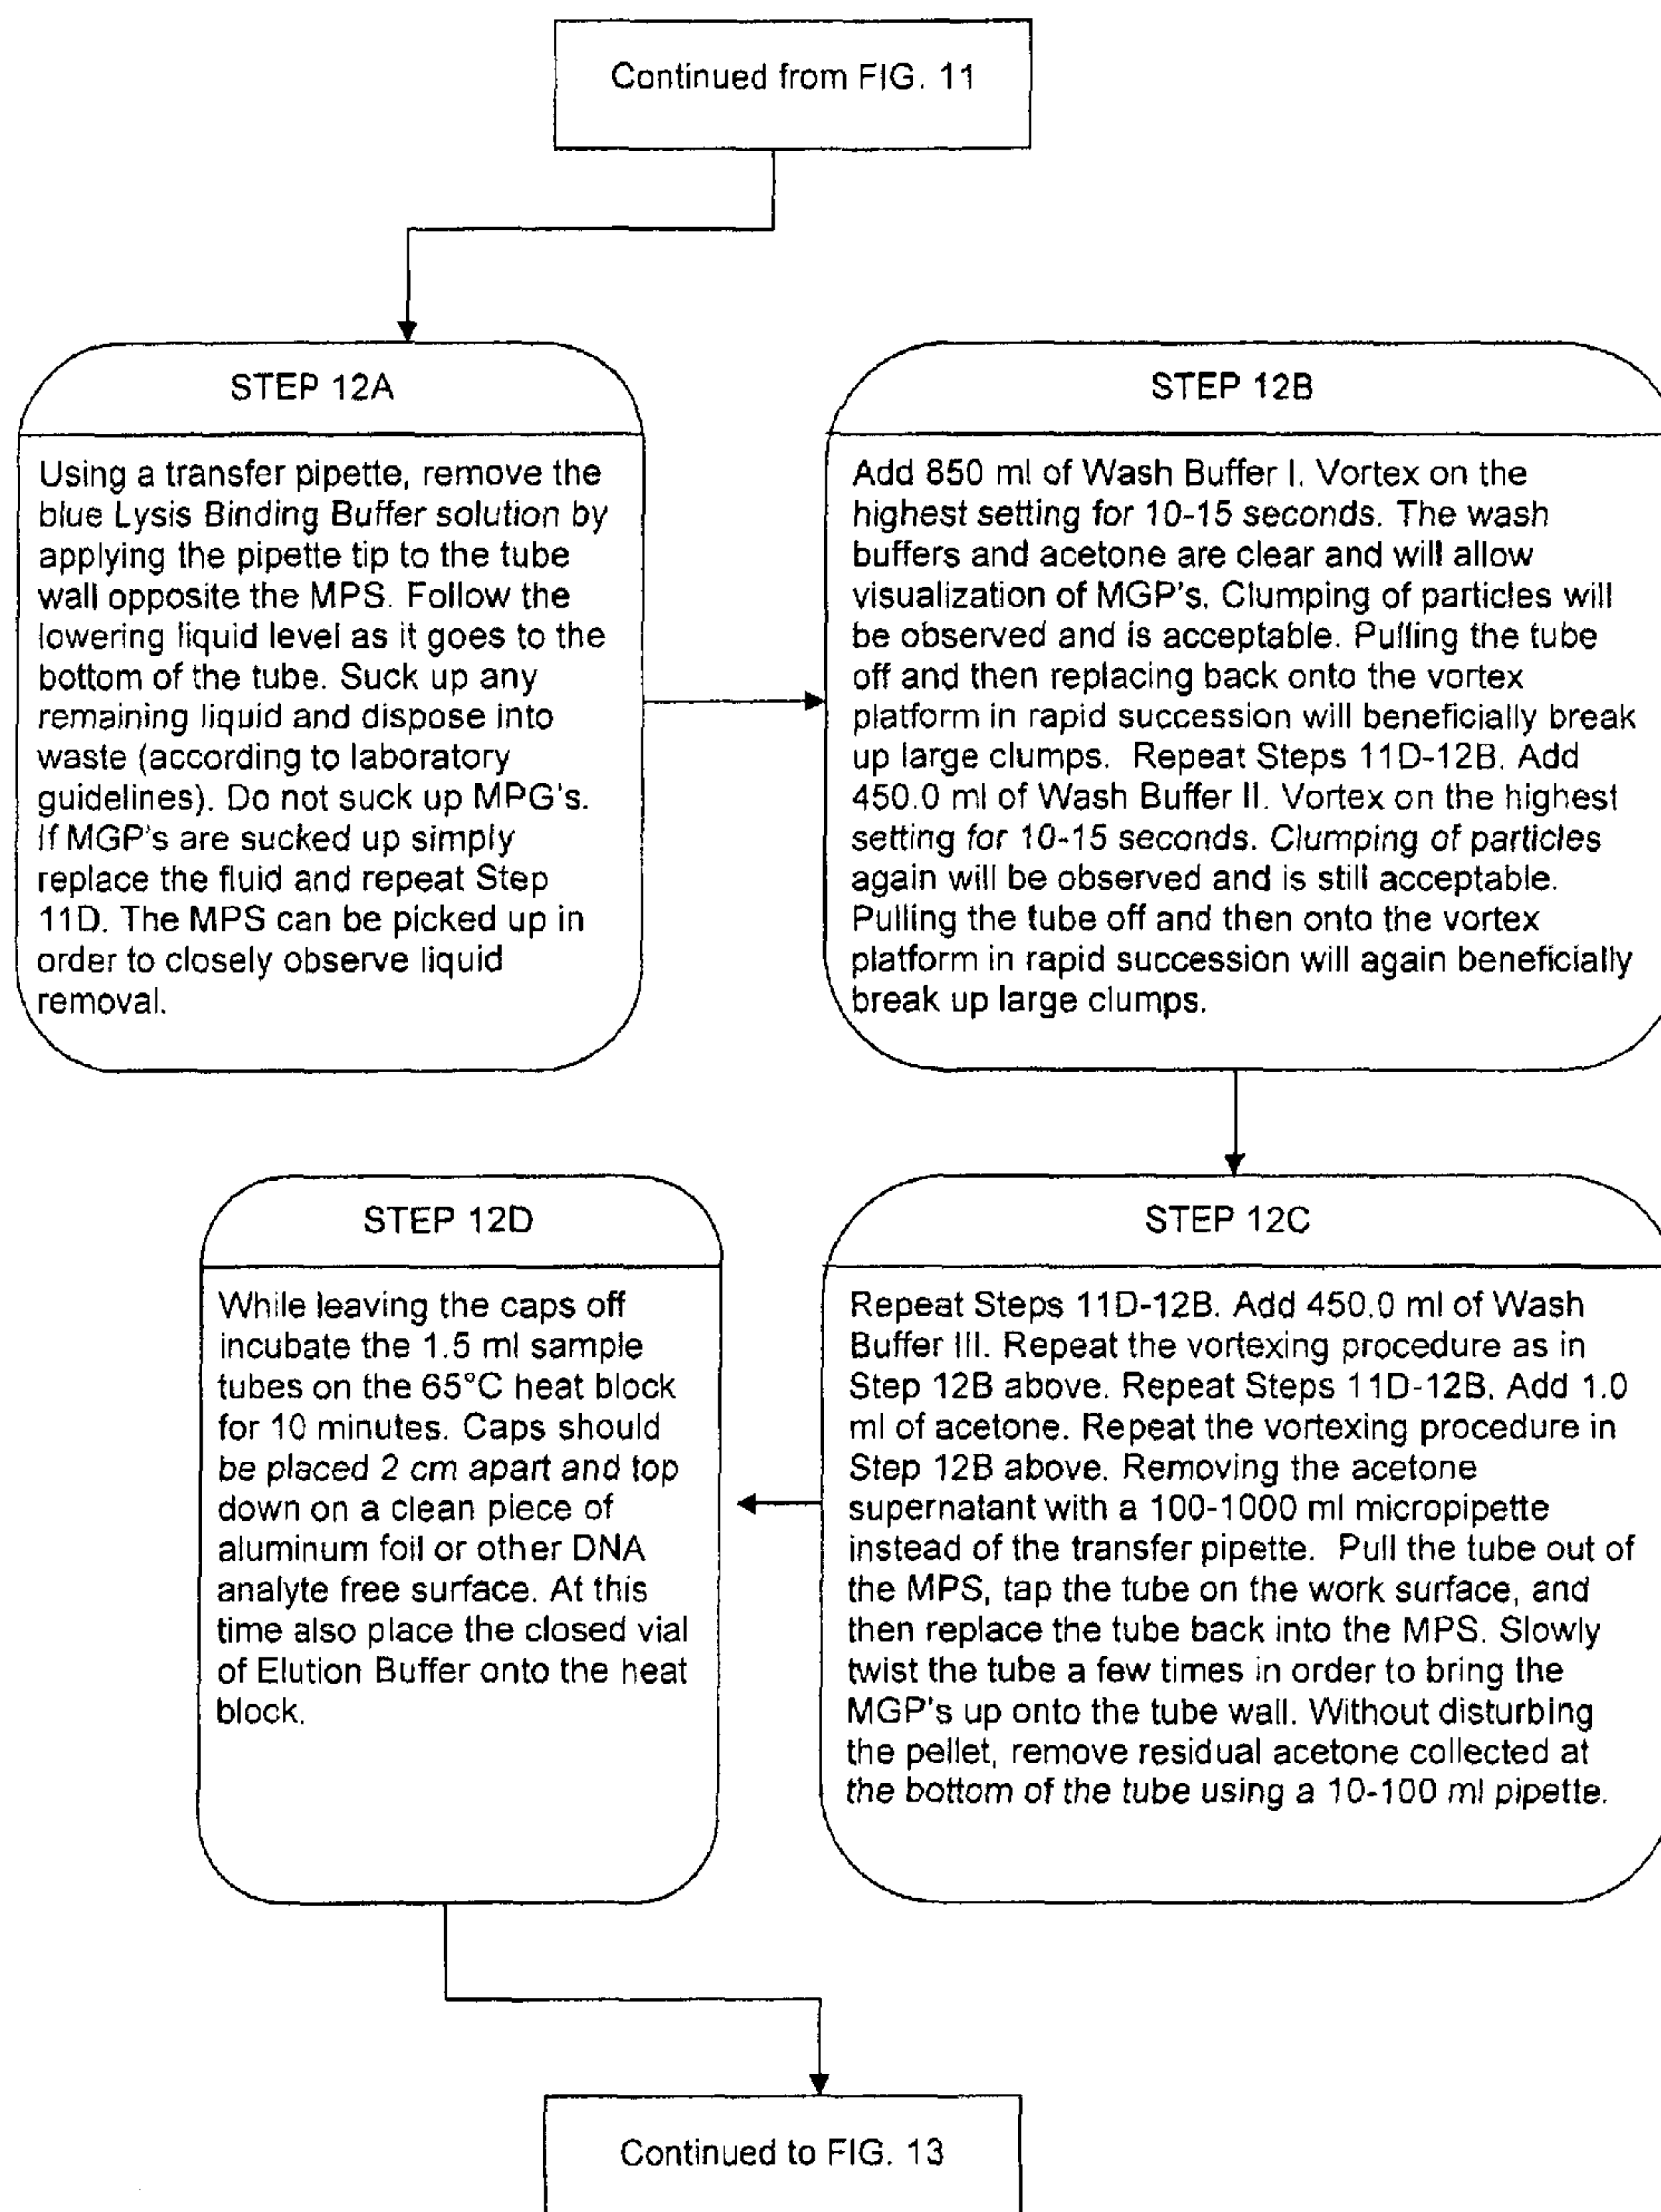 Continued from FIG. 11
STEP 12A
Using a transfer pipette, remove the
blue Lysis Binding Buffer solution by
applying the pipette tip to the tube
wall opposite the MPS. Follow the
lowering liquid level as it goes to the
bottom of the tube. Suck up any
remaining liquid and dispose into
waste (according to laboratory
guidelines). Do not suck up MPG's.
If MGP's are sucked up simply
replace the fluid and repeat Step
11D. The MPS can be picked up in
order to closely observe liquid
removal.
STEP 12B
Add 850 ml of Wash Buffer I. Vortex on the
highest setting for 10-15 seconds. The wash
buffers and acetone are clear and will allow
visualization of MGP's. Clumping of particles will
be observed and is acceptable. Pulling the tube
off and then replacing back onto the vortex
platform in rapid succession will beneficially break
up large clumps. Repeat Steps 11D-12B. Add
450.0 ml of Wash Buffer II. Vortex on the highest
setting for 10-15 seconds. Clumping of particles
again will be observed and is still acceptable.
Pulling the tube off and then onto the vortex
platform in rapid succession will again beneficially
break up large clumps.
STEP 12C
Repeat Steps 11D-12B. Add 450.0 ml of Wash
Buffer III. Repeat the vortexing procedure as in
Step 12B above. Repeat Steps 11D-12B. Add 1.0
ml of acetone. Repeat the vortexing procedure in
Step 12B above. Removing the acetone
supernatant with a 100-1000 ml micropipette
instead of the transfer pipette. Pull the tube out of
the MPS, tap the tube on the work surface, and
then replace the tube back into the MPS. Slowly
twist the tube a few times in order to bring the
MGP's up onto the tube wall. Without disturbing
the pellet, remove residual acetone collected at
the bottom of the tube using a 10-100 ml pipette.
STEP 12D
While leaving the caps off
incubate the 1.5 ml sample
tubes on the 65°C heat block
for 10 minutes. Caps should
be placed 2 cm apart and top
down on a clean piece of
aluminum foil or other DNA
analyte free surface. At this
time also place the closed vial
of Elution Buffer onto the heat
block.
Continued to FIG. 13